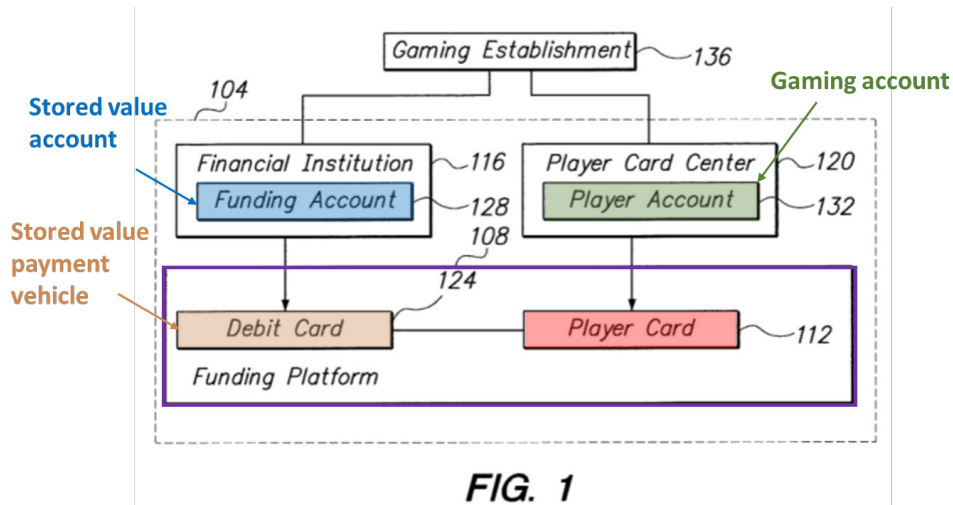 Gaming Establishment
136
Gaming account
104
Stored value
account
Financial Institution
116
Player Card Center
120
Funding Account
128
Player Account
132
Stored value
payment
vehicle
108
124
Debit Card
Player Card
112
Funding Platform
FIG. 1